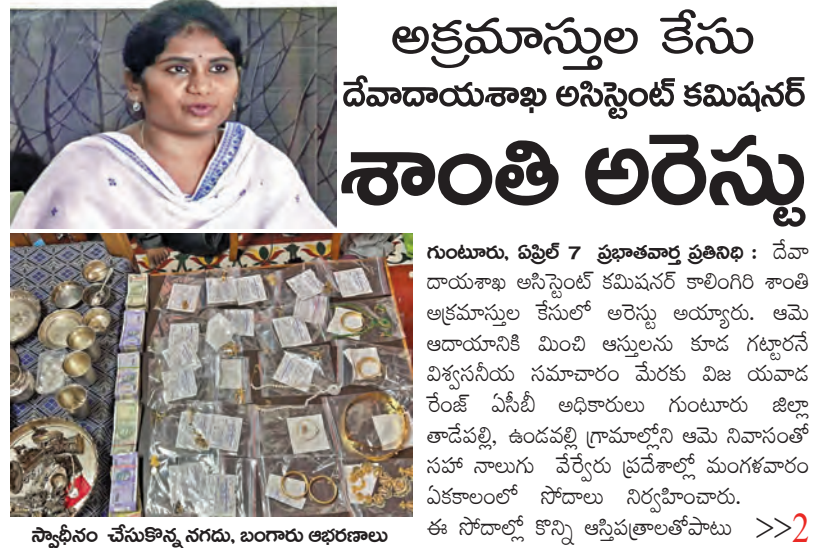 అక్రమాస్తుల కేసు
దేవాదాయశాఖ అసిస్టెంట్ కమిషనర్
శాంతి అరెస్టు
గుంటూరు, ఏప్రిల్ 7 ప్రభాతవార్త ప్రతినిధి : దేవా
దాయశాఖ అసిస్టెంట్ కమిషనర్ కాలింగిరి శాంతి
అక్రమాస్తుల కేసులో అరెస్టు అయ్యారు. ఆమె
ఆదాయానికి మించి ఆస్తులను కూడ గట్టారనే
విశ్వసనీయ సమాచారం మేరకు విజ యవాడ
రేంజ్ ఏసీబీ అధికారులు గుంటూరు జిల్లా
తాడేపల్లి, ఉండవల్లి గ్రామాల్లోని ఆమె నివాసంతో
సహా నాలుగు వేర్వేరు ప్రదేశాల్లో మంగళవారం
ఏకకాలంలో సోదాలు నిర్వహించారు.
ఈ సోదాల్లో కొన్ని ఆస్తిపత్రాలతోపాటు >>2
స్వాధీనం చేసుకొన్న నగదు, బంగారు ఆభరణాలు